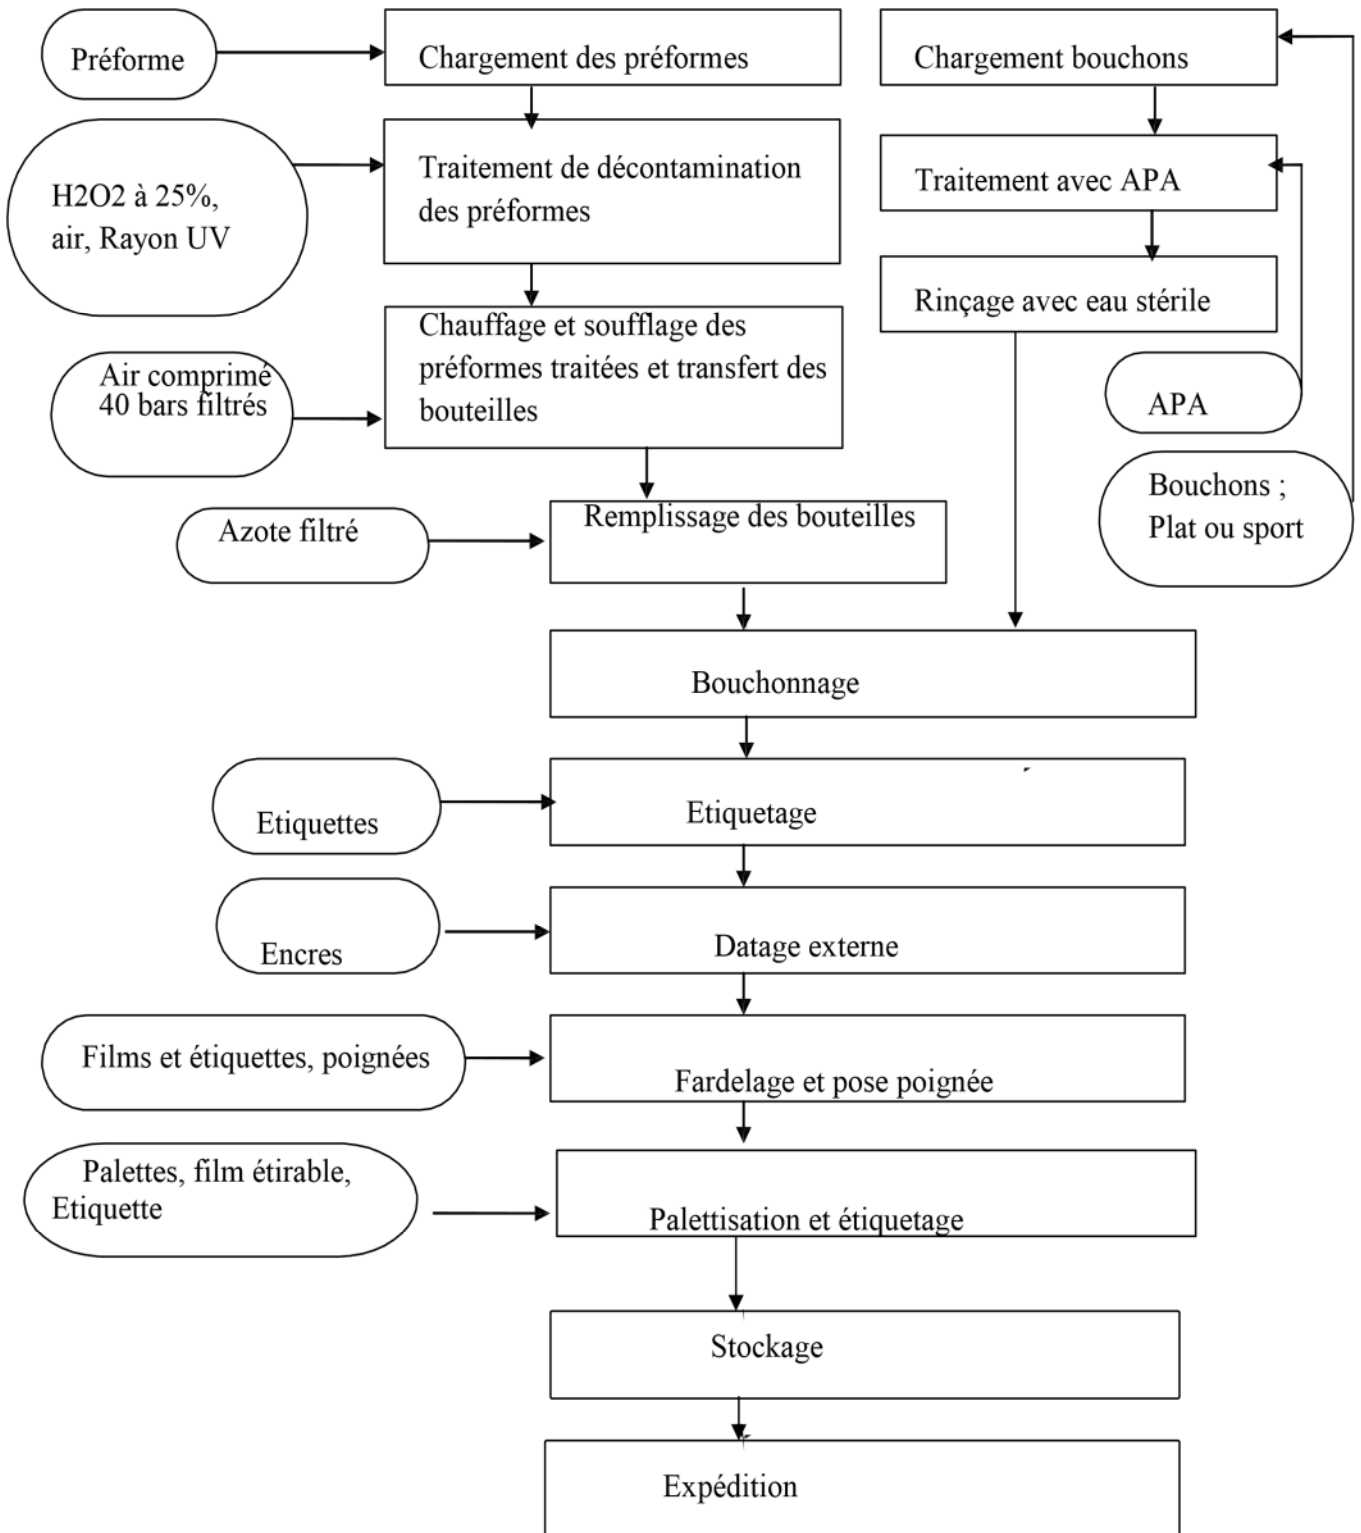 Préforme
Chargement des préformes
Chargement bouchons
H2O2 à 25%,
air, Rayon UV
Traitement de décontamination
des préformes
Traitement avec APA
Rinçage avec eau stérile
Air comprimé
40 bars filtrés
Chauffage et soufflage des
préformes traitées et transfert des
bouteilles
APA
Bouchons ;
Plat ou sport
Azote filtré
Remplissage des bouteilles
Bouchonnage
Etiquettes
Etiquetage
Encres
Datage externe
Films et étiquettes, poignées
Fardelage et pose poignée
Palettes, film étirable,
Etiquette
Palettisation et étiquetage
Stockage
Expédition